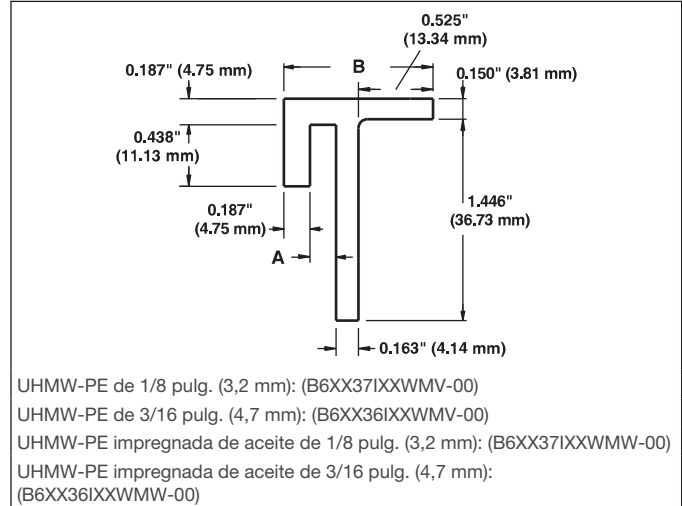 0.525"
(13.34 mm)
B
0.187" (4.75 mm)
0.150" (3.81 mm)
0.438"
(11.13 mm)
0.187"
(4.75 mm)
1.446"
(36.73 mm)
A
0.163" (4.14 mm)
UHMW-PE de 1/8 pulg. (3,2 mm): (B6XX37IXXWMV-00)
UHMW-PE de 3/16 pulg. (4,7 mm): (B6XX36IXXWMV-00)
UHMW-PE impregnada de aceite de 1/8 pulg. (3,2 mm): (B6XX37IXXWMW-00)
UHMW-PE impregnada de aceite de 3/16 pulg. (4,7 mm):
(B6XX36IXXWMW-00)